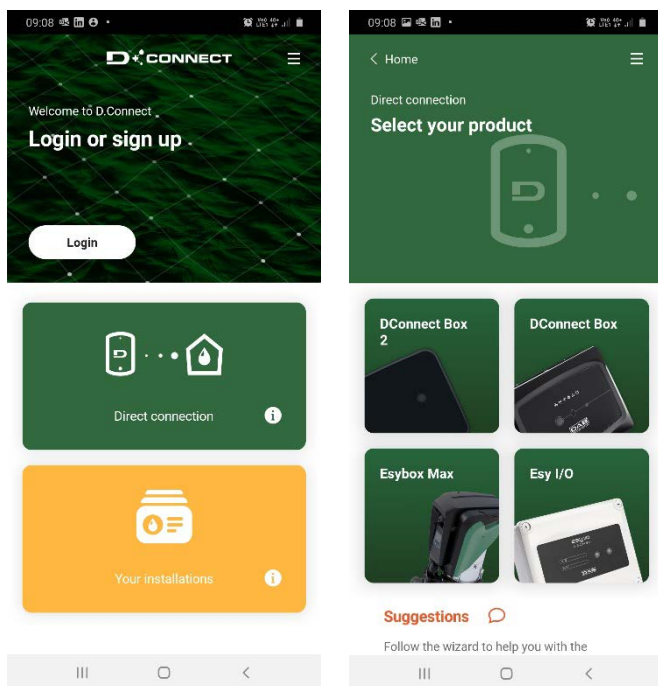 09:08
D+CONNECT
Welcome to D.Connect
Login or sign up
Login
Direct connection
Your installations
09:08
Home
Direct connection
Select your product
D
DConnect Box
2
DConnect Box
DAB
Esybox Max
Esy I/O
DAB
Suggestions
Follow the wizard to help you with the